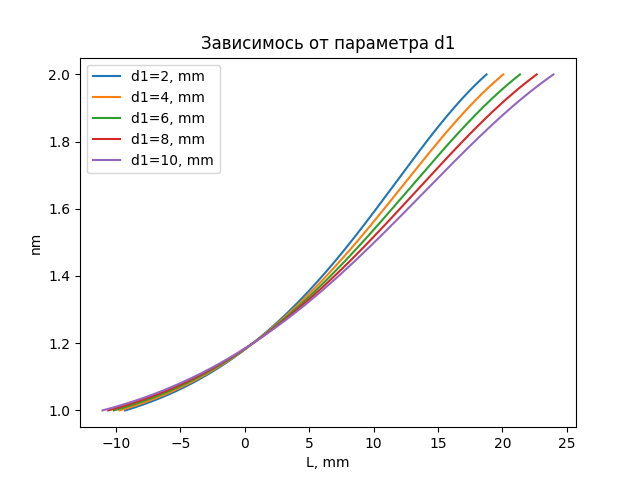 Зависимось от параметра d1
d1=2, mm
d1=4, mm
d1=6, mm
d1=8, mm
d1=10, mm
2.0
1.8
1.6
1.4
1.2
1.0
nm
−10 −5 0 5 10 15 20 25
L, mm